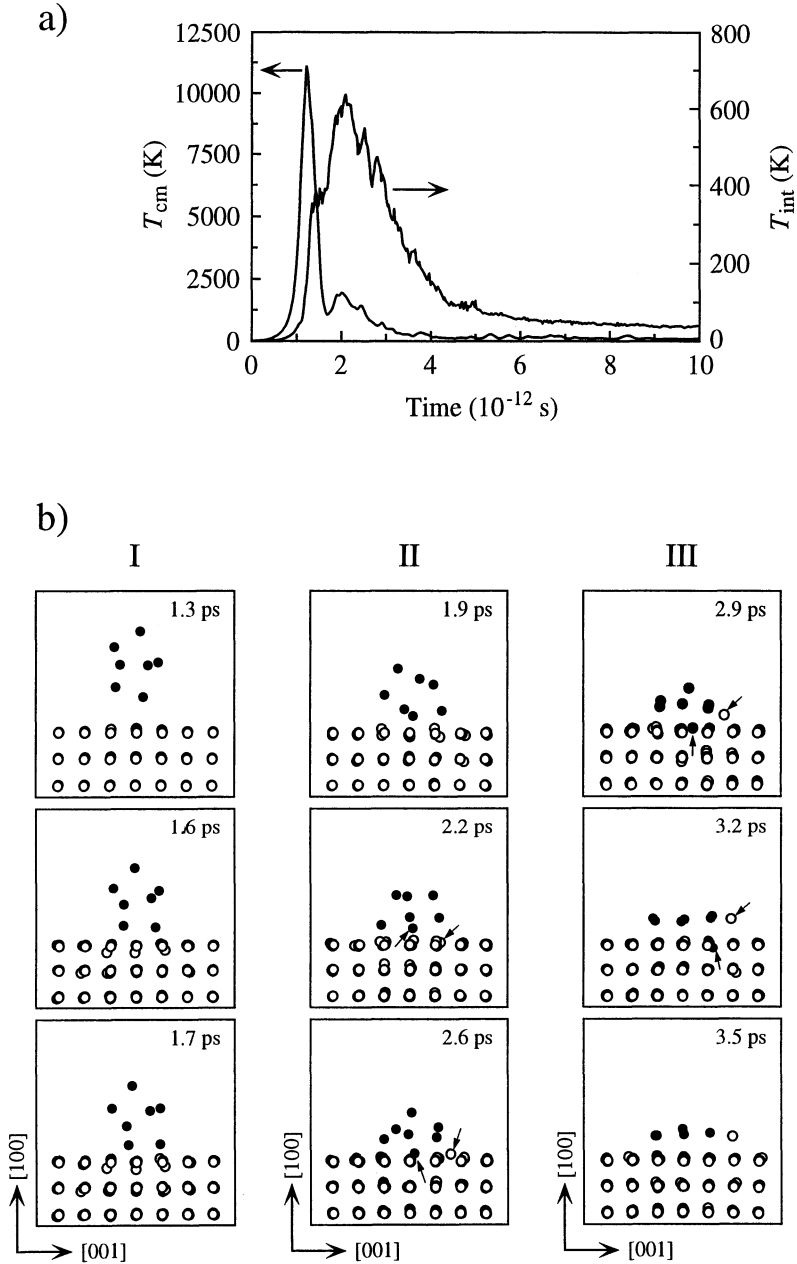 a)
12500
10000
7500
5000
2500
0
T_cm (K)
800
600
400
200
0
T_int (K)
0 2 4 6 8 10
Time (10^-12 s)
b)
I II III
1.3 ps 1.9 ps 2.9 ps
1.6 ps 2.2 ps 3.2 ps
1.7 ps 2.6 ps 3.5 ps
[100] [100] [100]
[001] [001] [001]